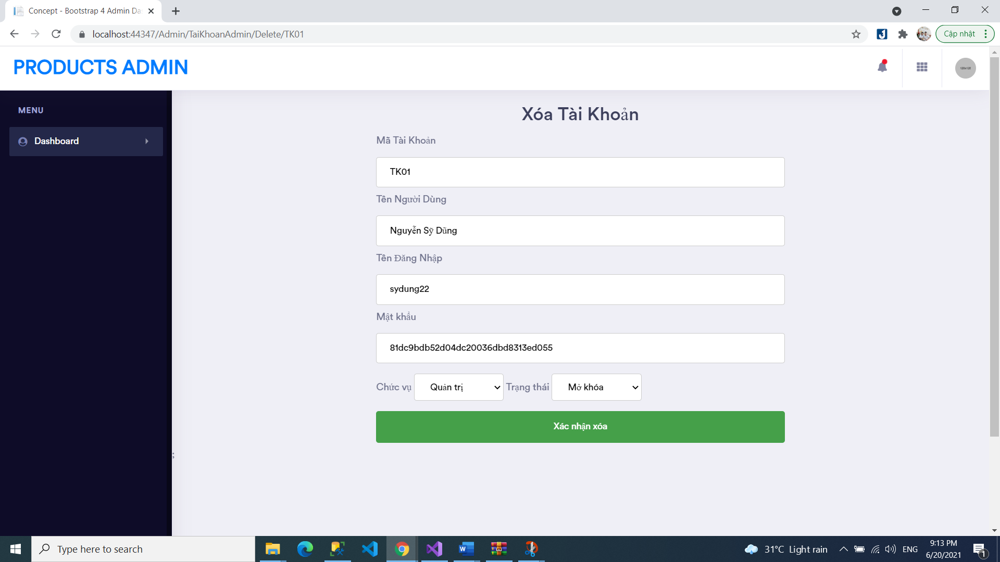 Concept - Bootstrap 4 Admin Da
localhost:44347/Admin/TaiKhoanAdmin/Delete/TK01
Cập nhật
PRODUCTS ADMIN
MENU
Dashboard
Xóa Tài Khoản
Mã Tài Khoản
TK01
Tên Người Dùng
Nguyễn Sỹ Dũng
Tên Đăng Nhập
sydung22
Mật khẩu
81dc9bdb52d04dc20036dbd8313ed055
Chức vụ Quản trị Trạng thái Mở khóa
Xác nhận xóa
;
Type here to search
31°C Light rain
ENG
9:13 PM
6/20/2021
1